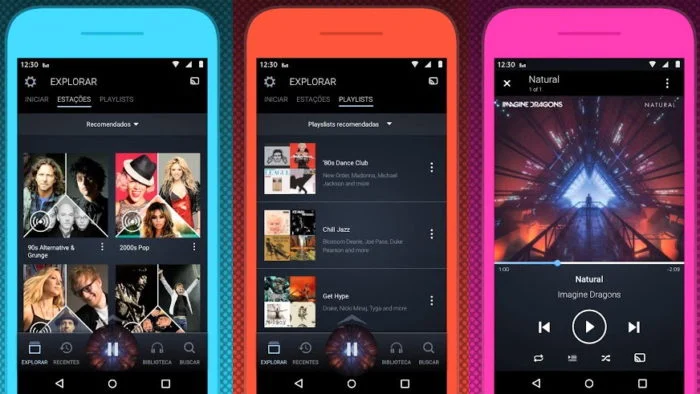 12:30
EXPLORAR
INICIAR ESTAÇÕES PLAYLISTS
Recomendados
90s Alternative &
Grunge
2000s Pop
EXPLORAR RECENTES BIBLIOTECA BUSCAR
12:30
EXPLORAR
INICIAR ESTAÇÕES PLAYLISTS
Playslists recomendadas
'80s Dance Club
New Order, Madonna, Michael
Jackson and more
LEAGUE
Chill Jazz
Blossom Dearie, Joe Pass, Duke
Pearson and more
Get Hype
Drake, Nicki Minaj, Tyga and more
EXPLORAR RECENTES BIBLIOTECA BUSCAR
12:30
Natural
1 of 1
IMAGINE DRAGONS NATURAL
1:00 -2:09
Natural
Imagine Dragons